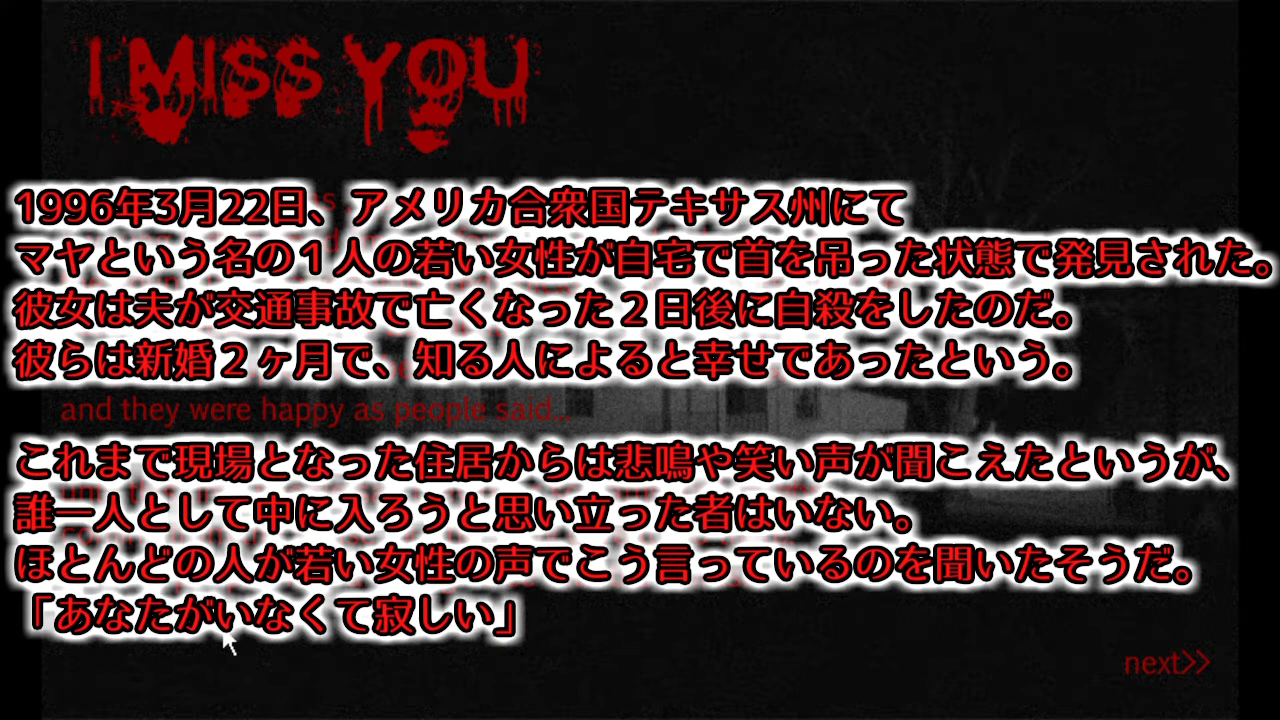 I MISS YOU
1996年3月22日、アメリカ合衆国テキサス州にて
マヤという名の１人の若い女性が自宅で首を吊った状態で発見された。
彼女は夫が交通事故で亡くなった２日後に自殺をしたのだ。
彼らは新婚２ヶ月で、知る人によると幸せであったという。
and they were happy as people said...
これまで現場となった住居からは悲鳴や笑い声が聞こえたというが、
誰一人として中に入ろうと思い立った者はいない。
ほとんどの人が若い女性の声でこう言っているのを聞いたそうだ。
「あなたがいなくて寂しい」
next>>